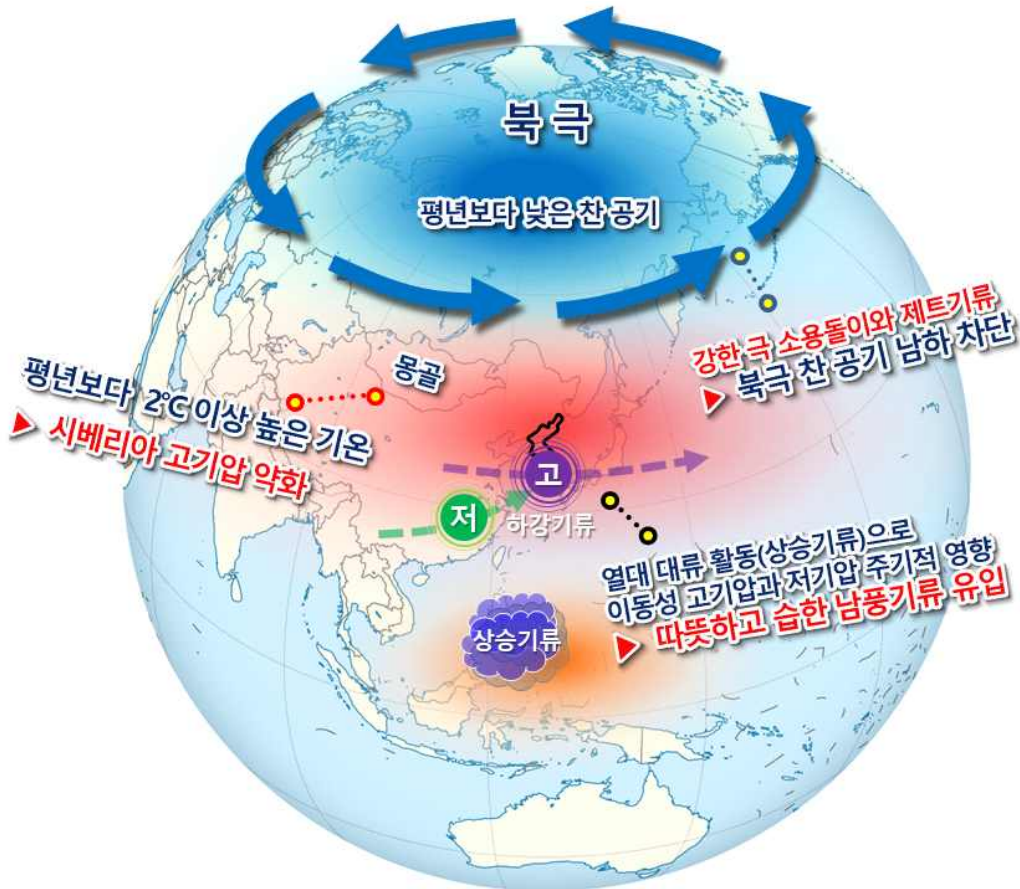 북극
평년보다 낮은 찬 공기
강한 극 소용돌이와 제트기류
▶ 북극 찬 공기 남하 차단
몽골
평년보다 2℃ 이상 높은 기온
▶ 시베리아 고기압 약화
고
저
하강기류
열대 대류 활동(상승기류)으로
이동성 고기압과 저기압 주기적 영향
▶ 따뜻하고 습한 남풍기류 유입
상승기류